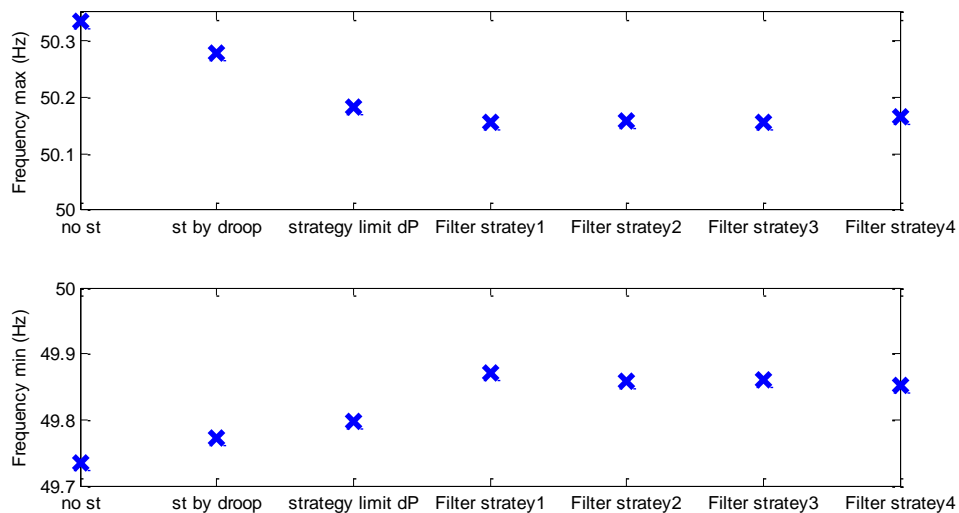 Frequency max (Hz)
50.3
50.2
50.1
50
no st
st by droop
strategy limit dP
Filter stratey1
Filter stratey2
Filter stratey3
Filter stratey4
Frequency min (Hz)
50
49.9
49.8
49.7
no st
st by droop
strategy limit dP
Filter stratey1
Filter stratey2
Filter stratey3
Filter stratey4